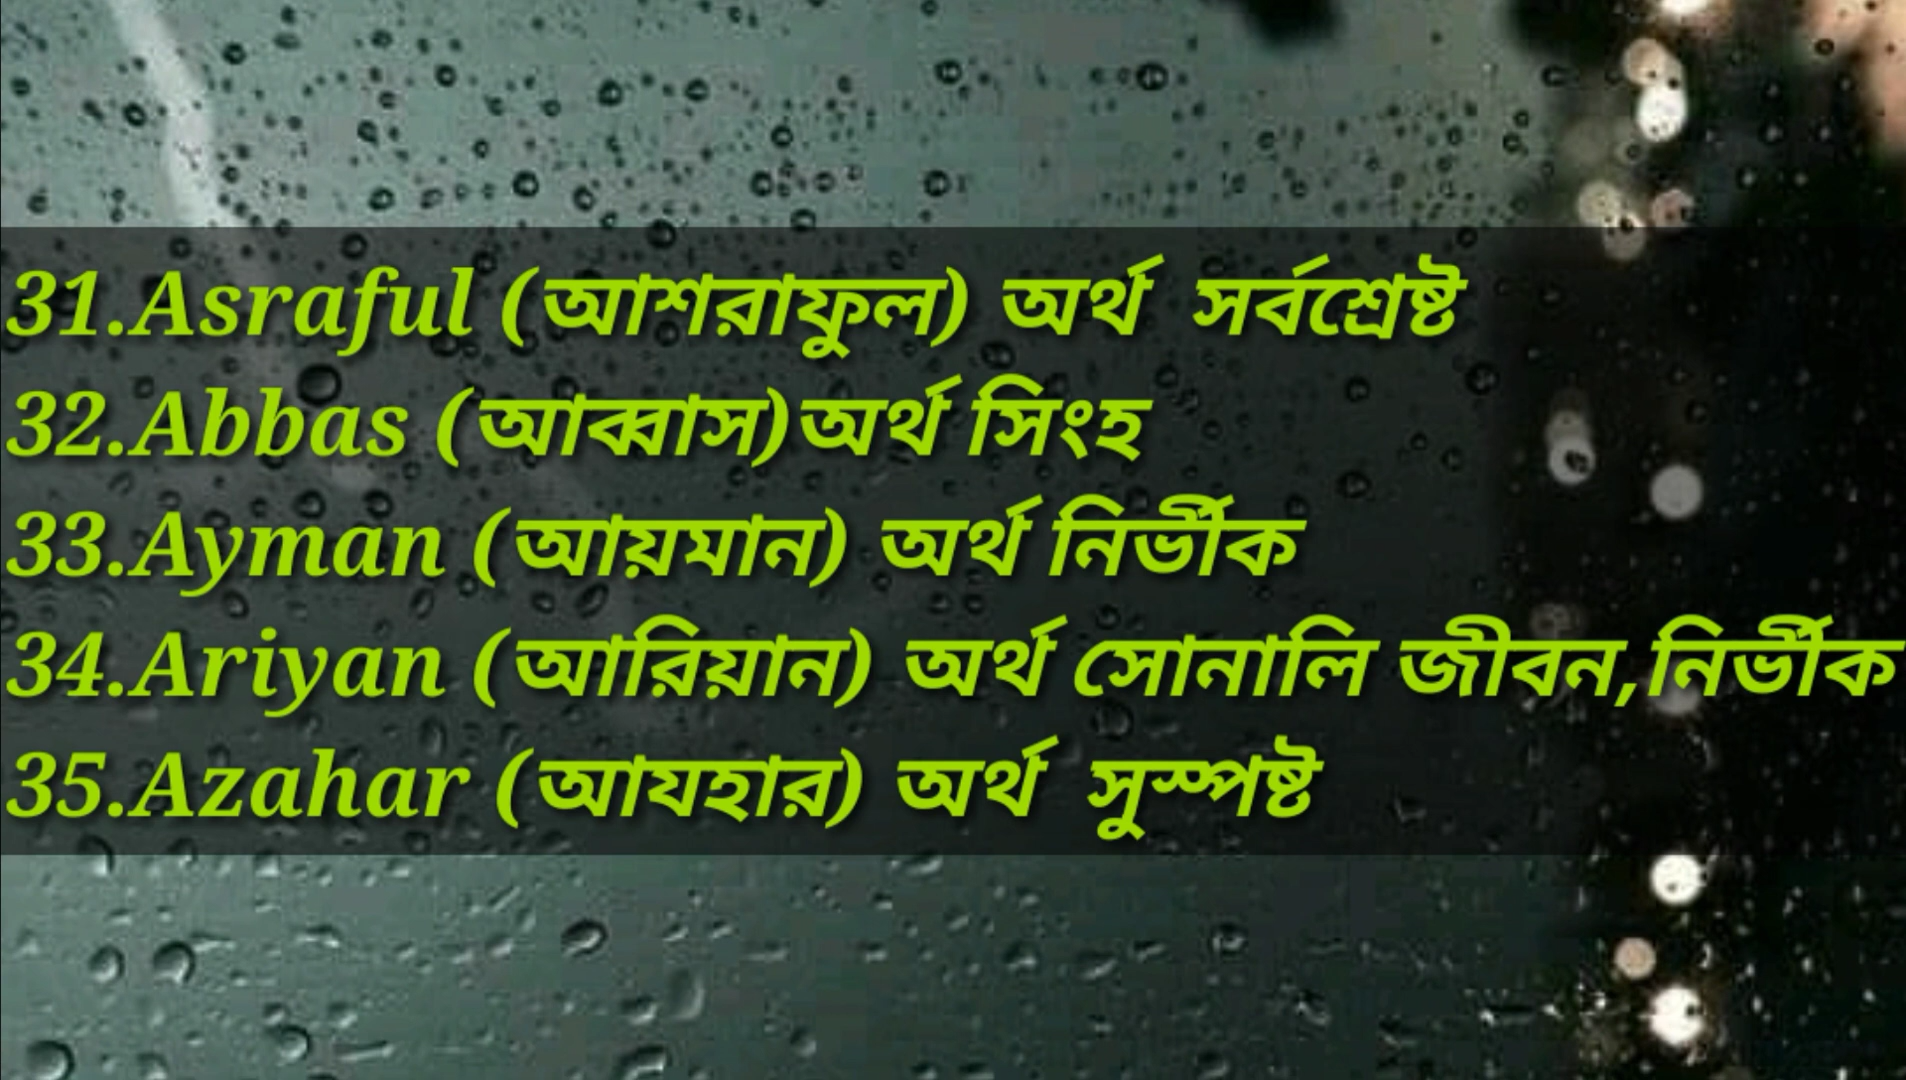 31.Asraful (আশরাফুল) অর্থ সর্বশ্রেষ্ট
32.Abbas (আব্বাস)অর্থ সিংহ
33.Ayman (আয়মান) অর্থ নির্ভীক
34.Ariyan (আরিয়ান) অর্থ সোনালি জীবন,নির্ভীক
35.Azahar (আযহার) অর্থ সুস্পষ্ট